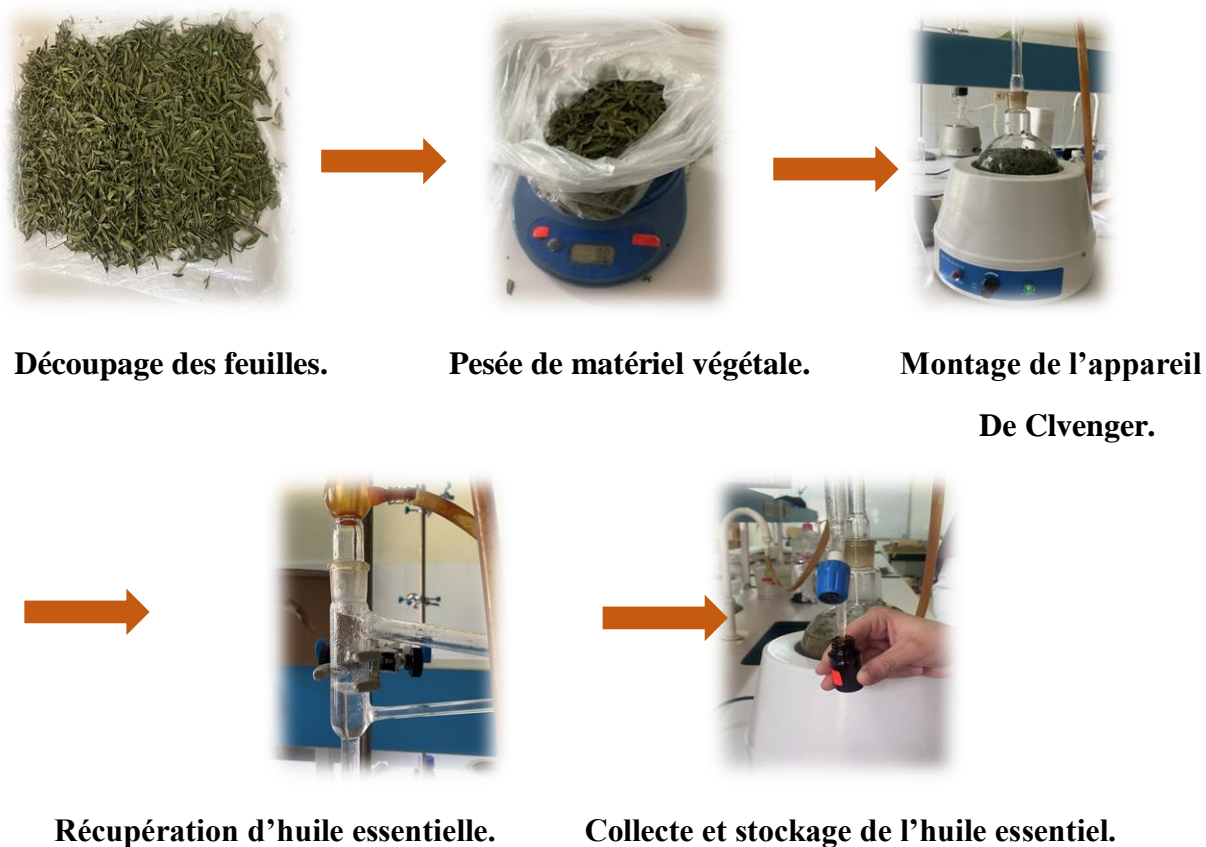 Découpage des feuilles.
Pesée de matériel végétale.
Montage de l’appareil
De Clvenger.
Récupération d’huile essentielle.
Collecte et stockage de l’huile essentiel.